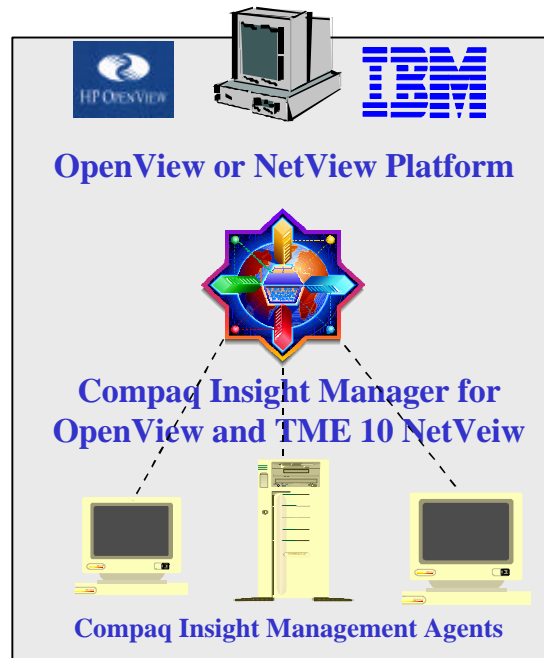 HP OPENVIEW
IBM
OpenView or NetView Platform
Compaq Insight Manager for
OpenView and TME 10 NetVeiw
Compaq Insight Management Agents